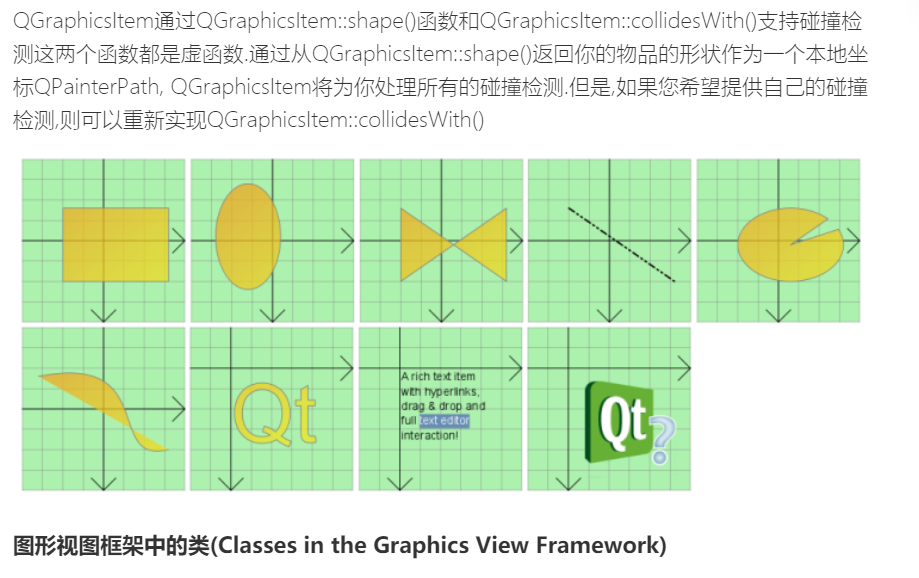 QGraphicsItem通过QGraphicsItem::shape()函数和QGraphicsItem::collidesWith()支持碰撞检
测这两个函数都是虚函数.通过从QGraphicsItem::shape()返回你的物品的形状作为一个本地坐
标QPainterPath, QGraphicsItem将为你处理所有的碰撞检测.但是,如果您希望提供自己的碰撞
检测,则可以重新实现QGraphicsItem::collidesWith()
Qt
A rich text item
with hyperlinks,
drag & drop and
full text editor
interaction!
Qt
?
图形视图框架中的类(Classes in the Graphics View Framework)